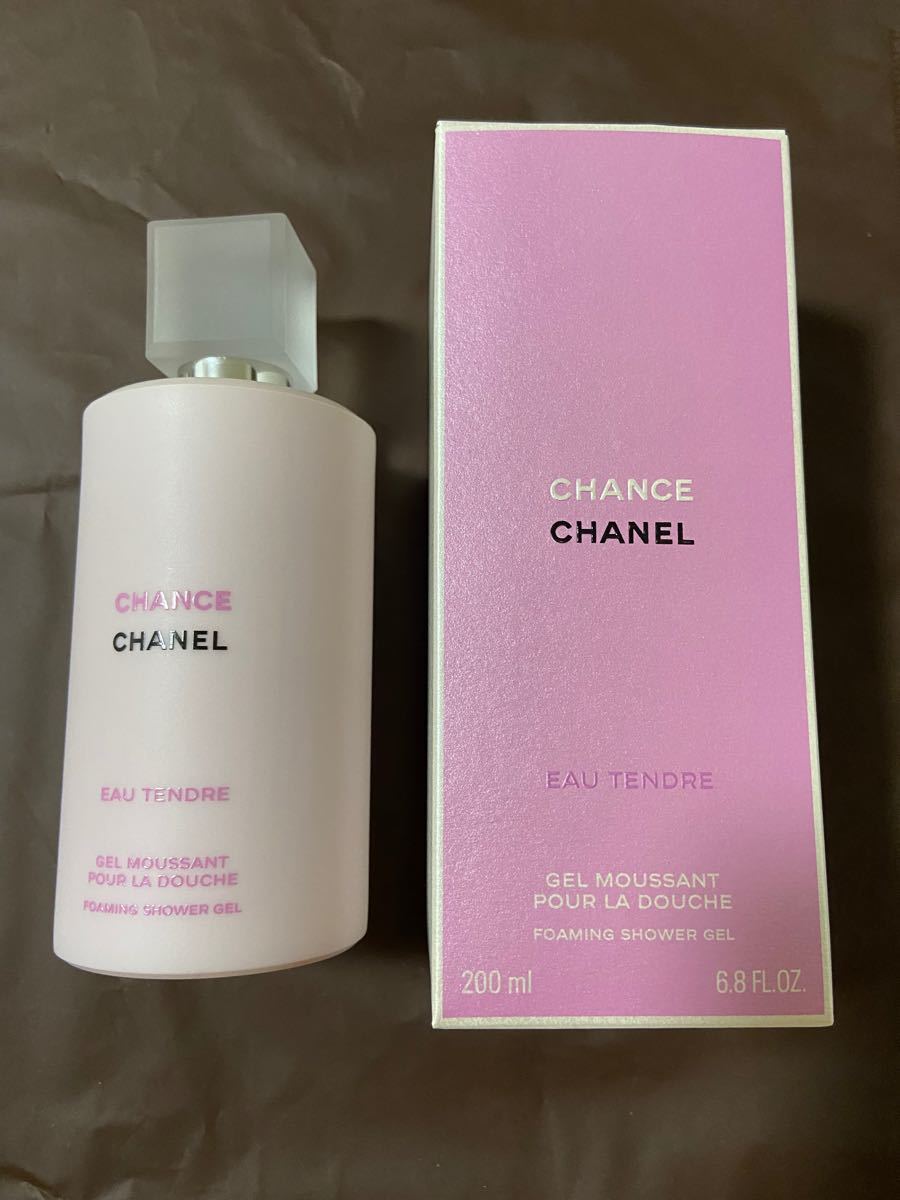 CHANCE
CHANEL
EAU TENDRE
GEL MOUSSANT
POUR LA DOUCHE
FOAMING SHOWER GEL
CHANCE
CHANEL
EAU TENDRE
GEL MOUSSANT
POUR LA DOUCHE
FOAMING SHOWER GEL
200 ml 6.8 FL.OZ.